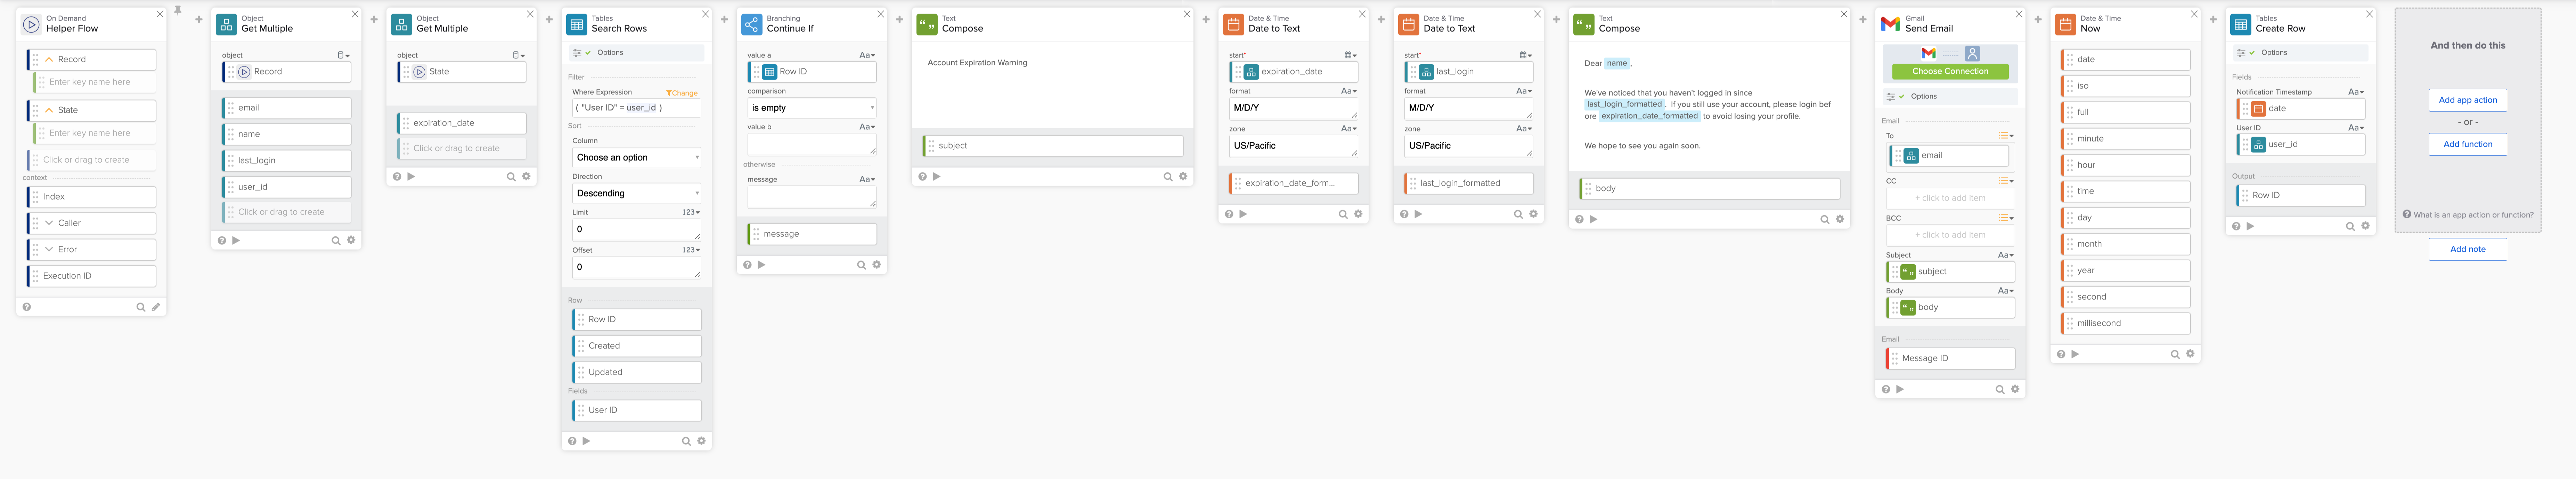 On Demand
Helper Flow
Record
Enter key name here
State
Enter key name here
Click or drag to create
context
Index
Caller
Error
Execution ID
Object
Get Multiple
object
Record
email
name
last_login
user_id
Click or drag to create
Object
Get Multiple
object
State
expiration_date
Click or drag to create
Tables
Search Rows
Options
Filter
Where Expression
Change
( "User ID" = user_id )
Sort
Column
Choose an option
Direction
Descending
Limit
123
0
Offset
123
0
Row
Row ID
Created
Updated
Fields
User ID
Branching
Continue If
value a
Aa
Row ID
comparison
is empty
value b
Aa
otherwise
message
Aa
message
Text
Compose
Account Expiration Warning
subject
Date & Time
Date to Text
start*
expiration_date
format
Aa
M/D/Y
zone
Aa
US/Pacific
expiration_date_form...
Date & Time
Date to Text
start*
last_login
format
Aa
M/D/Y
zone
Aa
US/Pacific
last_login_formatted
Text
Compose
Dear name ,
We've noticed that you haven't logged in since
last_login_formatted . If you still use your account, please login bef
ore expiration_date_formatted to avoid losing your profile.
We hope to see you again soon.
body
Gmail
Send Email
Choose Connection
Options
Email
To
email
CC
+ click to add item
BCC
+ click to add item
Subject
Aa
subject
Body
Aa
body
Email
Message ID
Date & Time
Now
date
iso
full
minute
hour
time
day
month
year
second
millisecond
Tables
Create Row
Options
Fields
Notification Timestamp
Aa
date
User ID
Aa
user_id
Output
Row ID
And then do this
Add app action
- or -
Add function
What is an app action or function?
Add note